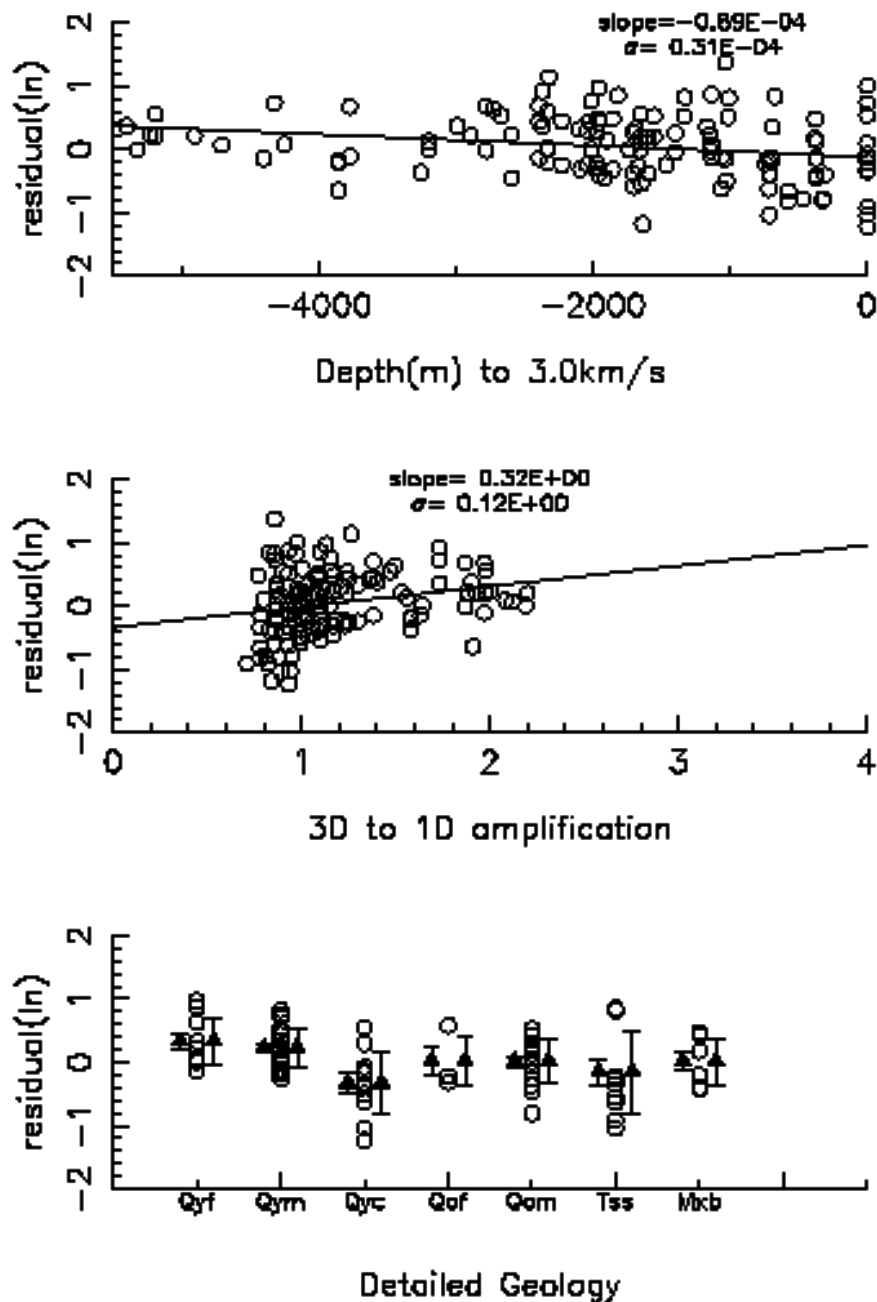 slope=-0.89E-04
σ= 0.31E-04
2
1
0
-1
-2
residual(ln)
-4000 -2000 0
Depth(m) to 3.0km/s
slope= 0.32E+00
σ= 0.12E+00
2
1
0
-1
-2
residual(ln)
0 1 2 3 4
3D to 1D amplification
2
1
0
-1
-2
residual(ln)
Qyf Qym Qyc Qof Qom Tss Mxb
Detailed Geology